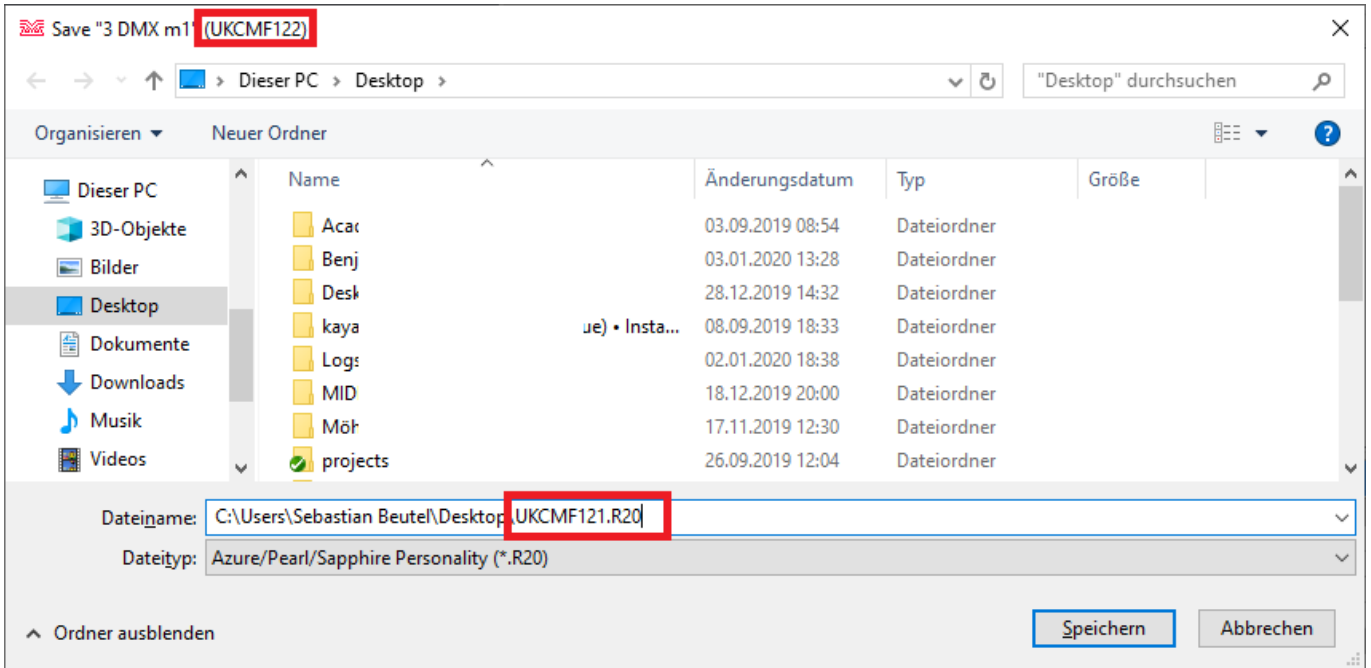 Save "3 DMX m1" (UKCMF122)
Dieser PC > Desktop >
"Desktop" durchsuchen
Organisieren
Neuer Ordner
?
Name Änderungsdatum Typ Größe
Dieser PC
3D-Objekte
Bilder
Desktop
Dokumente
Downloads
Musik
Videos
Acad 03.09.2019 08:54 Dateiordner
Benj 03.01.2020 13:28 Dateiordner
Desk 28.12.2019 14:32 Dateiordner
kaya ue) • Insta... 08.09.2019 18:33 Dateiordner
Logs 02.01.2020 18:38 Dateiordner
MID 18.12.2019 20:00 Dateiordner
Möh 17.11.2019 12:30 Dateiordner
projects 26.09.2019 12:04 Dateiordner
Dateiname: C:\Users\Sebastian Beutel\Desktop\UKCMF121.R20
Dateityp: Azure/Pearl/Sapphire Personality (*.R20)
Ordner ausblenden
Speichern
Abbrechen